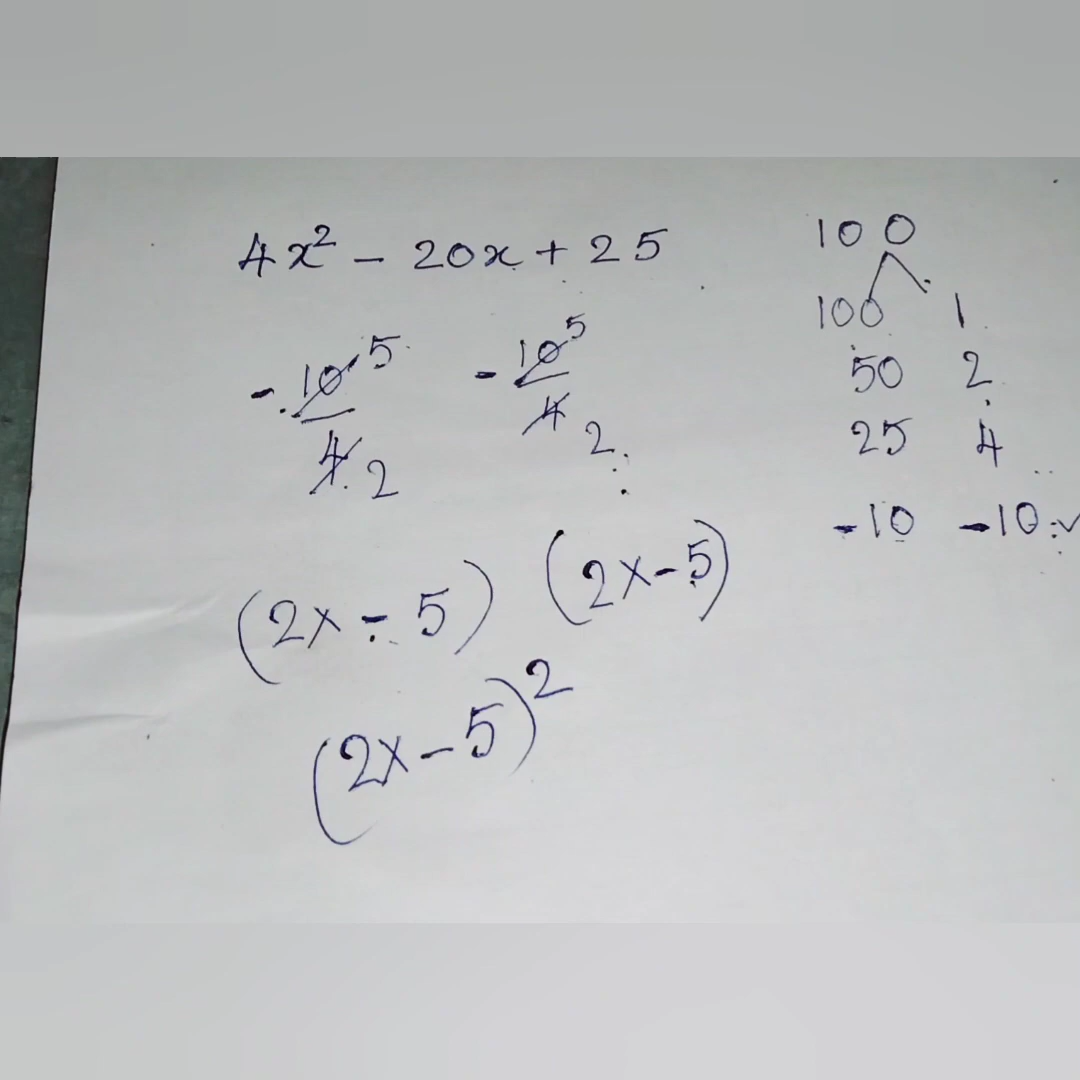 4x² - 20x + 25
-10/4 5 2 -10/4 5 2
(2x - 5) (2x - 5)
(2x - 5)²
100
100 1
50 2
25 4
-10 -10 ✓